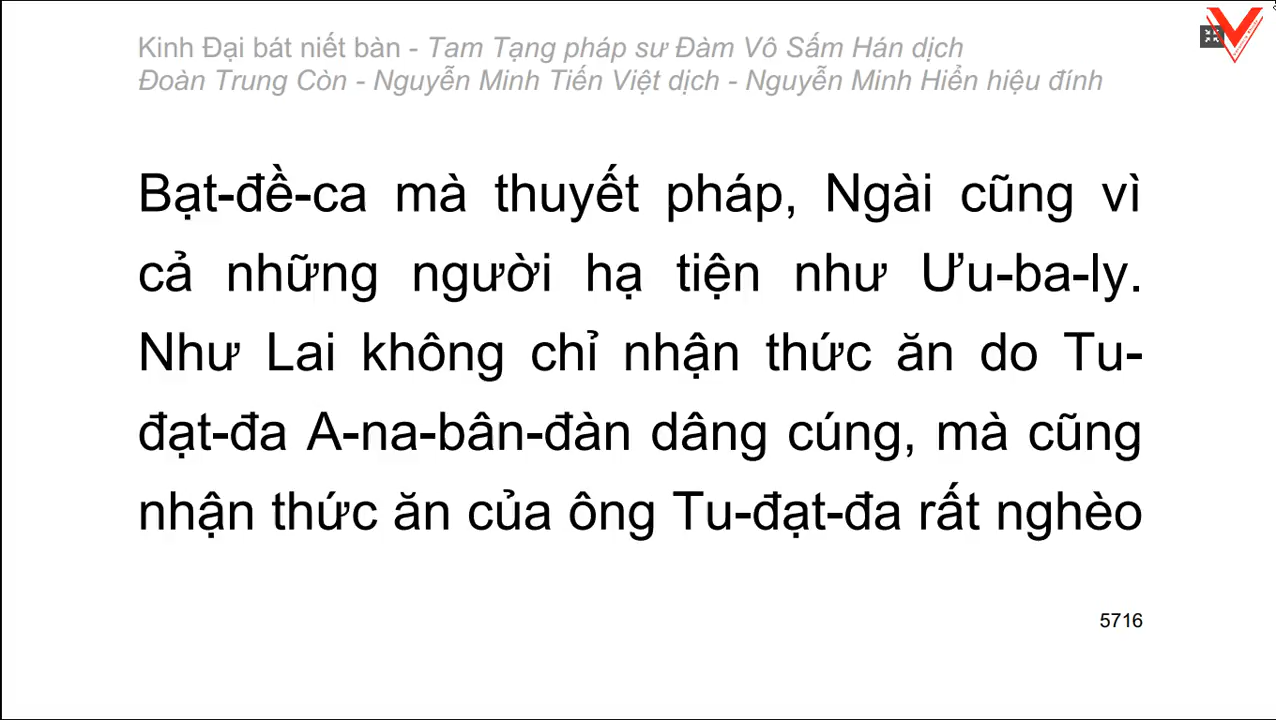 Kinh Đại bát niết bàn - Tam Tạng pháp sư Đàm Vô Sấm Hán dịch
Đoàn Trung Còn - Nguyễn Minh Tiến Việt dịch - Nguyễn Minh Hiển hiệu đính
Bạt-đề-ca mà thuyết pháp, Ngài cũng vì
cả những người hạ tiện như Ưu-ba-ly.
Như Lai không chỉ nhận thức ăn do Tu-
đạt-đa A-na-bân-đàn dâng cúng, mà cũng
nhận thức ăn của ông Tu-đạt-đa rất nghèo
5716